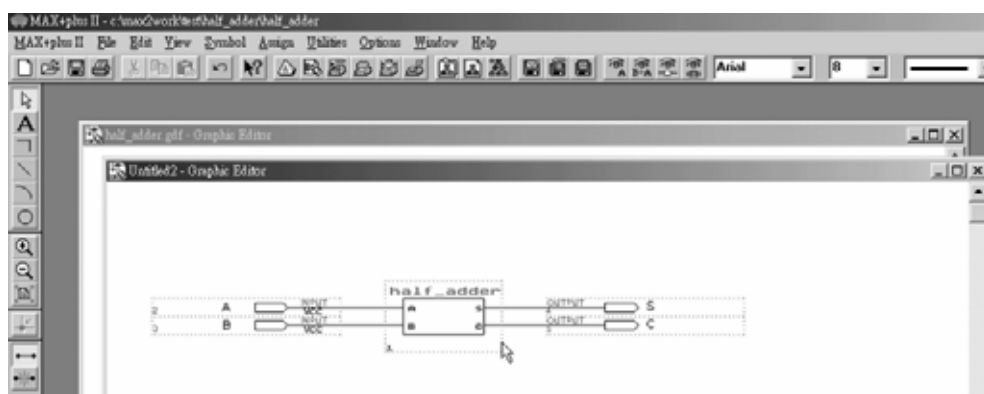 MAX+plus II - c:\max2work\test\half_adder\half_adder
MAX+plus II File Edit View Symbol Assign Utilities Options Window Help
Arial 8
half_adder.gdf - Graphic Editor
Untitled2 - Graphic Editor
half_adder
A INPUT VCC A S OUTPUT S
B INPUT VCC B C OUTPUT C